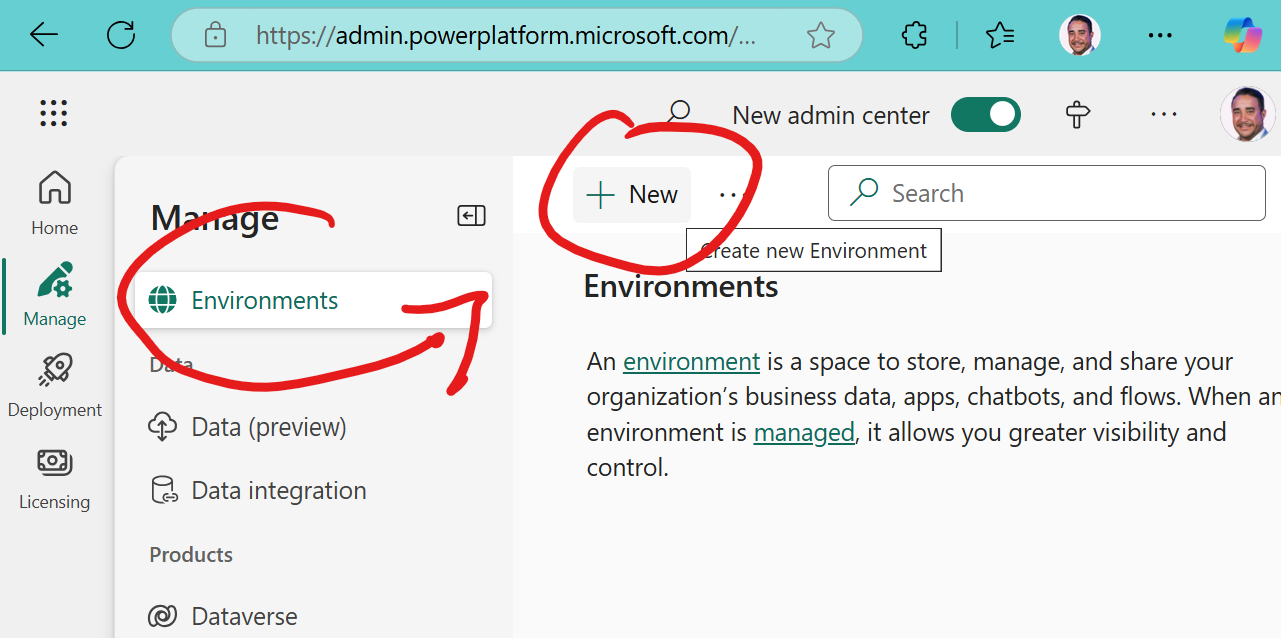 https://admin.powerplatform.microsoft.com/...
New admin center
Home
Manage
Deployment
Licensing
Manage
Environments
Data
Data (preview)
Data integration
Products
Dataverse
New
Search
Create new Environment
Environments
An environment is a space to store, manage, and share your
organization’s business data, apps, chatbots, and flows. When an
environment is managed, it allows you greater visibility and
control.